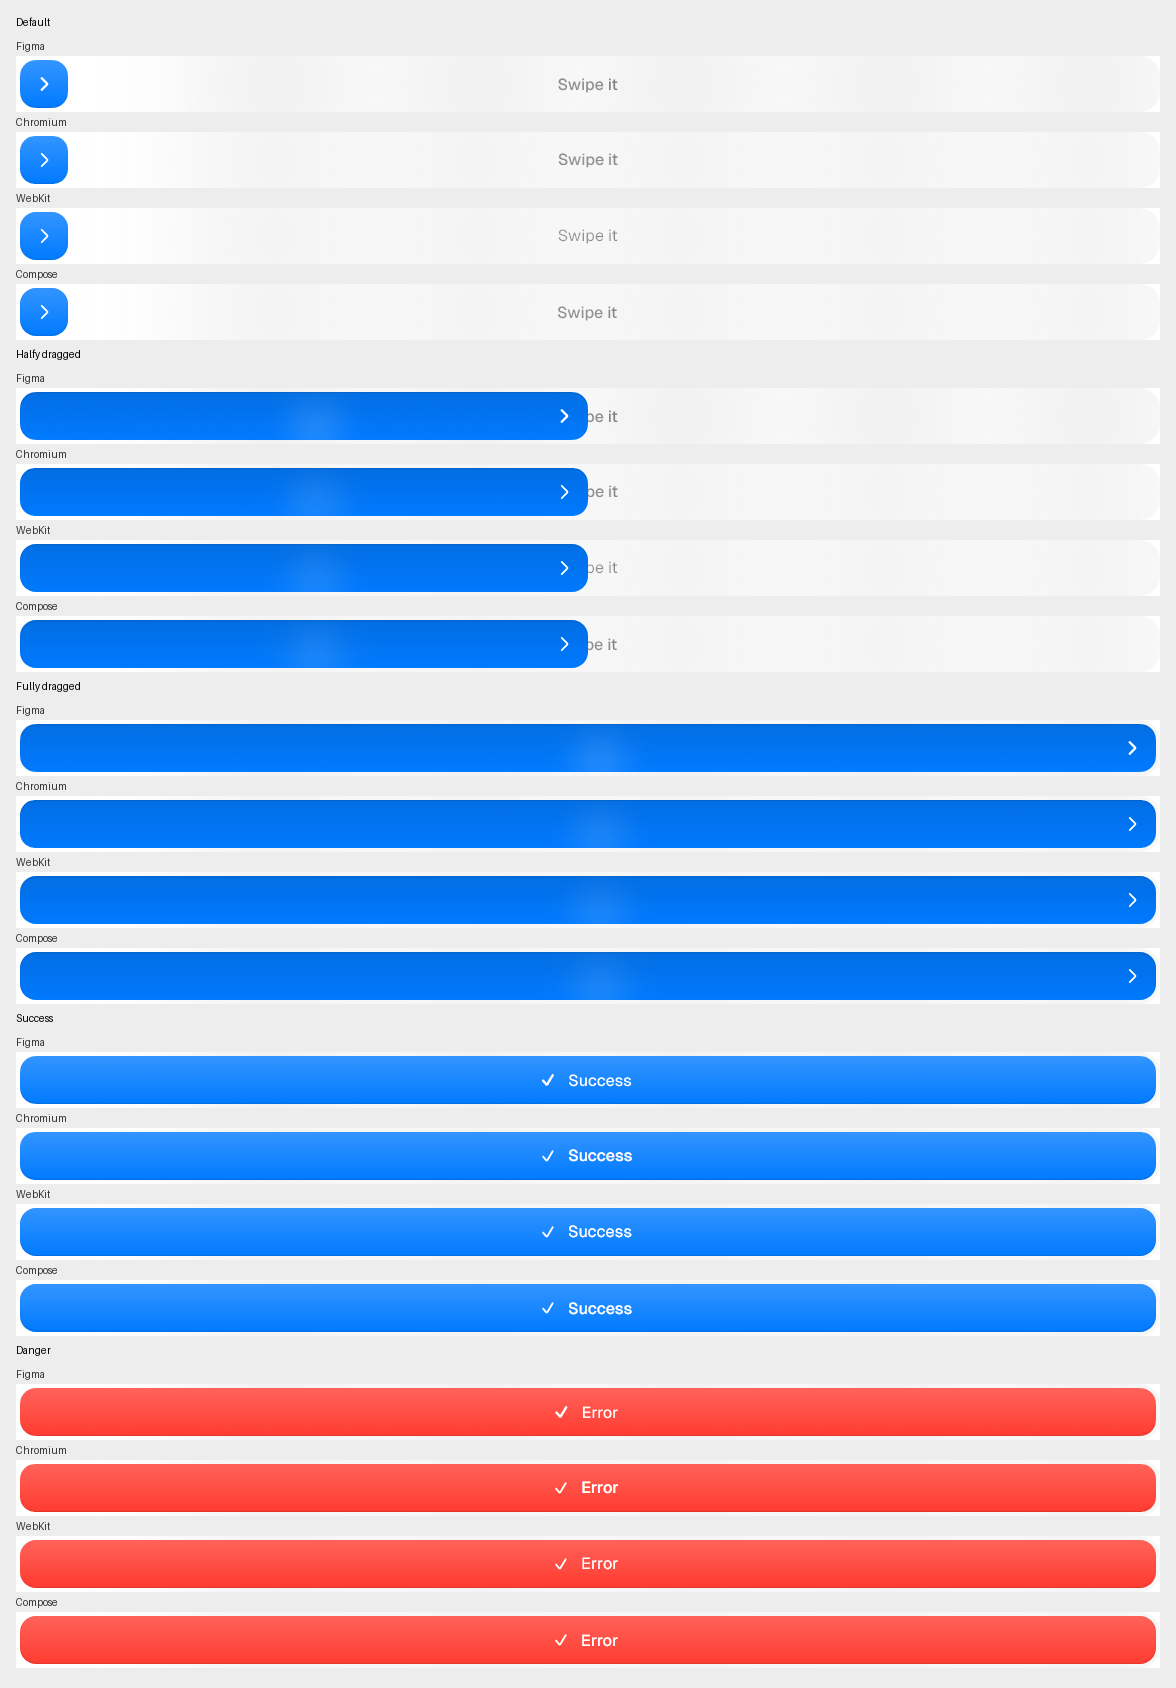 Default
Figma
Swipe it
Chromium
Swipe it
WebKit
Swipe it
Compose
Swipe it
Halfy dragged
Figma
pe it
Chromium
pe it
WebKit
pe it
Compose
pe it
Fully dragged
Figma
Chromium
WebKit
Compose
Success
Figma
Success
Chromium
Success
WebKit
Success
Compose
Success
Danger
Figma
Error
Chromium
Error
WebKit
Error
Compose
Error